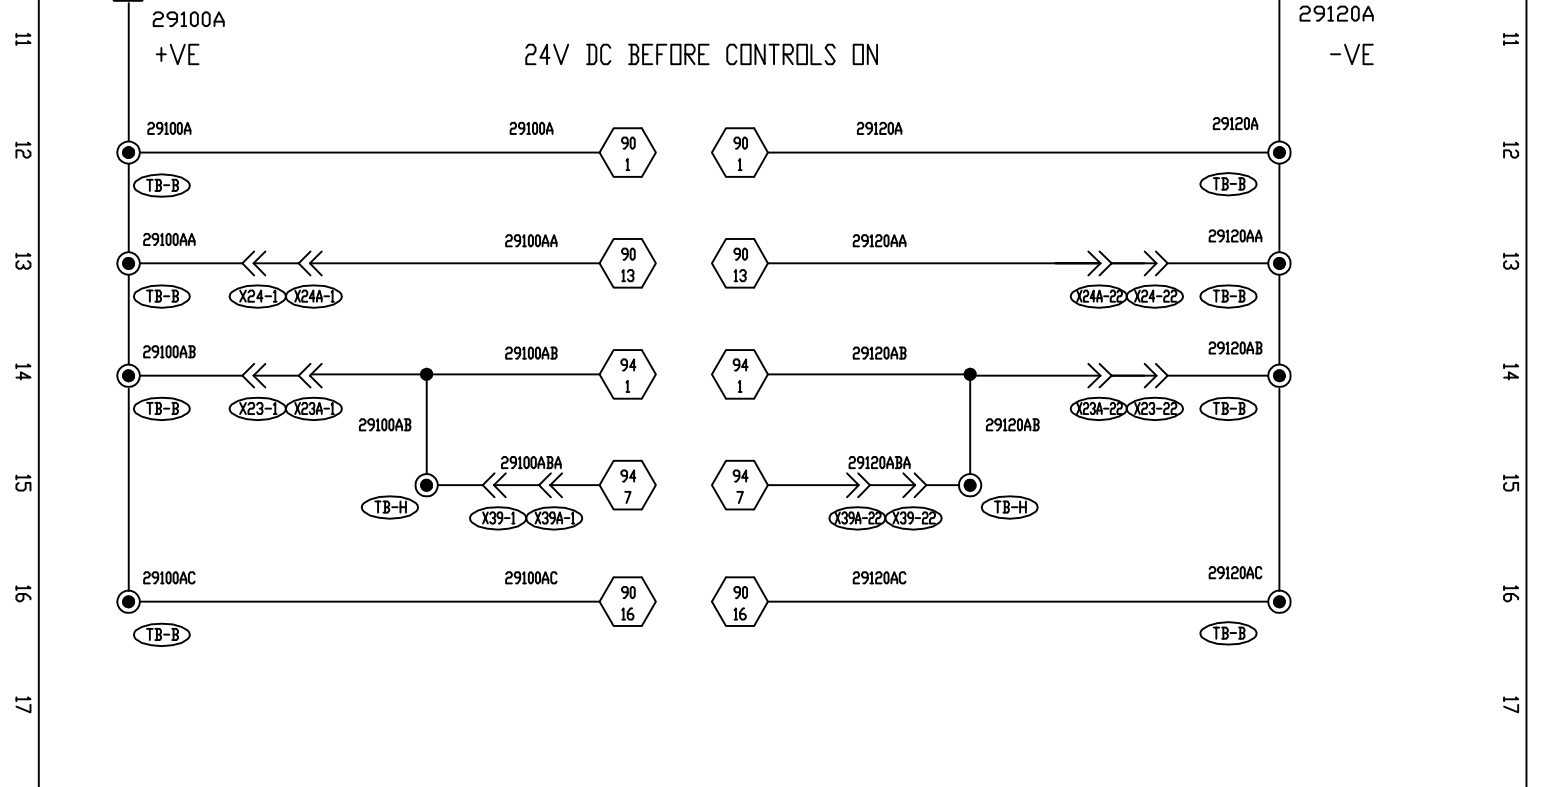 29100A
29120A
11
+VE
24V DC BEFORE CONTROLS ON
-VE
11
29100A
29100A
29120A
29120A
12
90
1
90
1
12
TB-B
TB-B
29100AA
29100AA
29120AA
29120AA
13
90
13
90
13
13
TB-B
X24-1
X24A-1
X24A-22
X24-22
TB-B
29100AB
29100AB
29120AB
29120AB
14
94
1
94
1
14
TB-B
X23-1
X23A-1
X23A-22
X23-22
TB-B
29100AB
29120AB
29100ABA
29120ABA
15
94
7
94
7
15
TB-H
X39-1
X39A-1
X39A-22
X39-22
TB-H
29100AC
29100AC
29120AC
29120AC
16
90
16
90
16
16
TB-B
TB-B
17
17